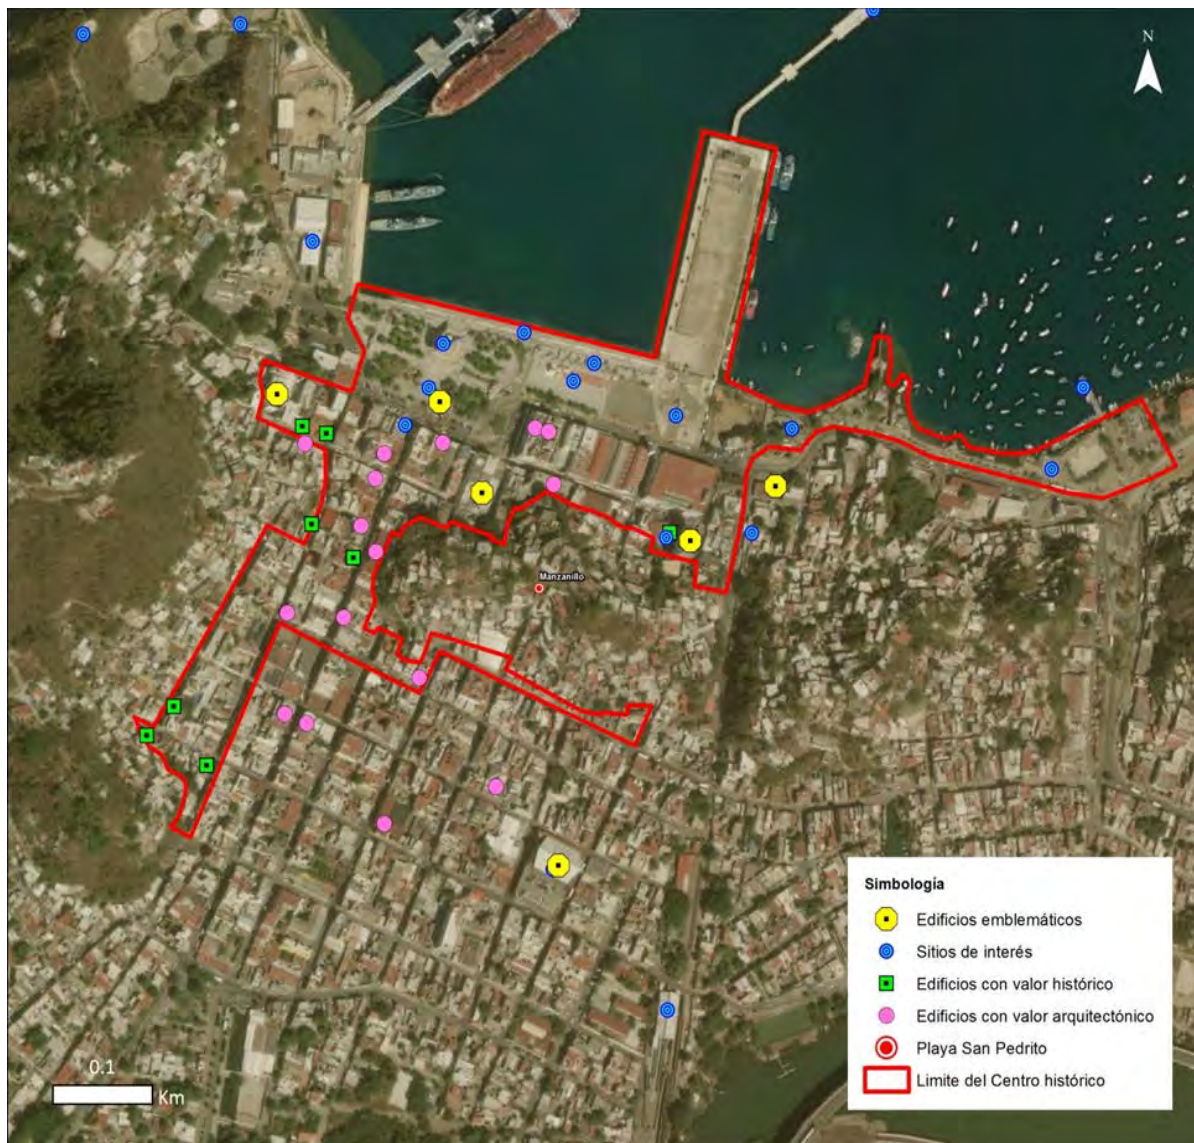 N
Manzanillo
Simbología
Edificios emblemáticos
Sitios de interés
Edificios con valor histórico
Edificios con valor arquitectónico
Playa San Pedrito
Limite del Centro histórico
0.1
Km